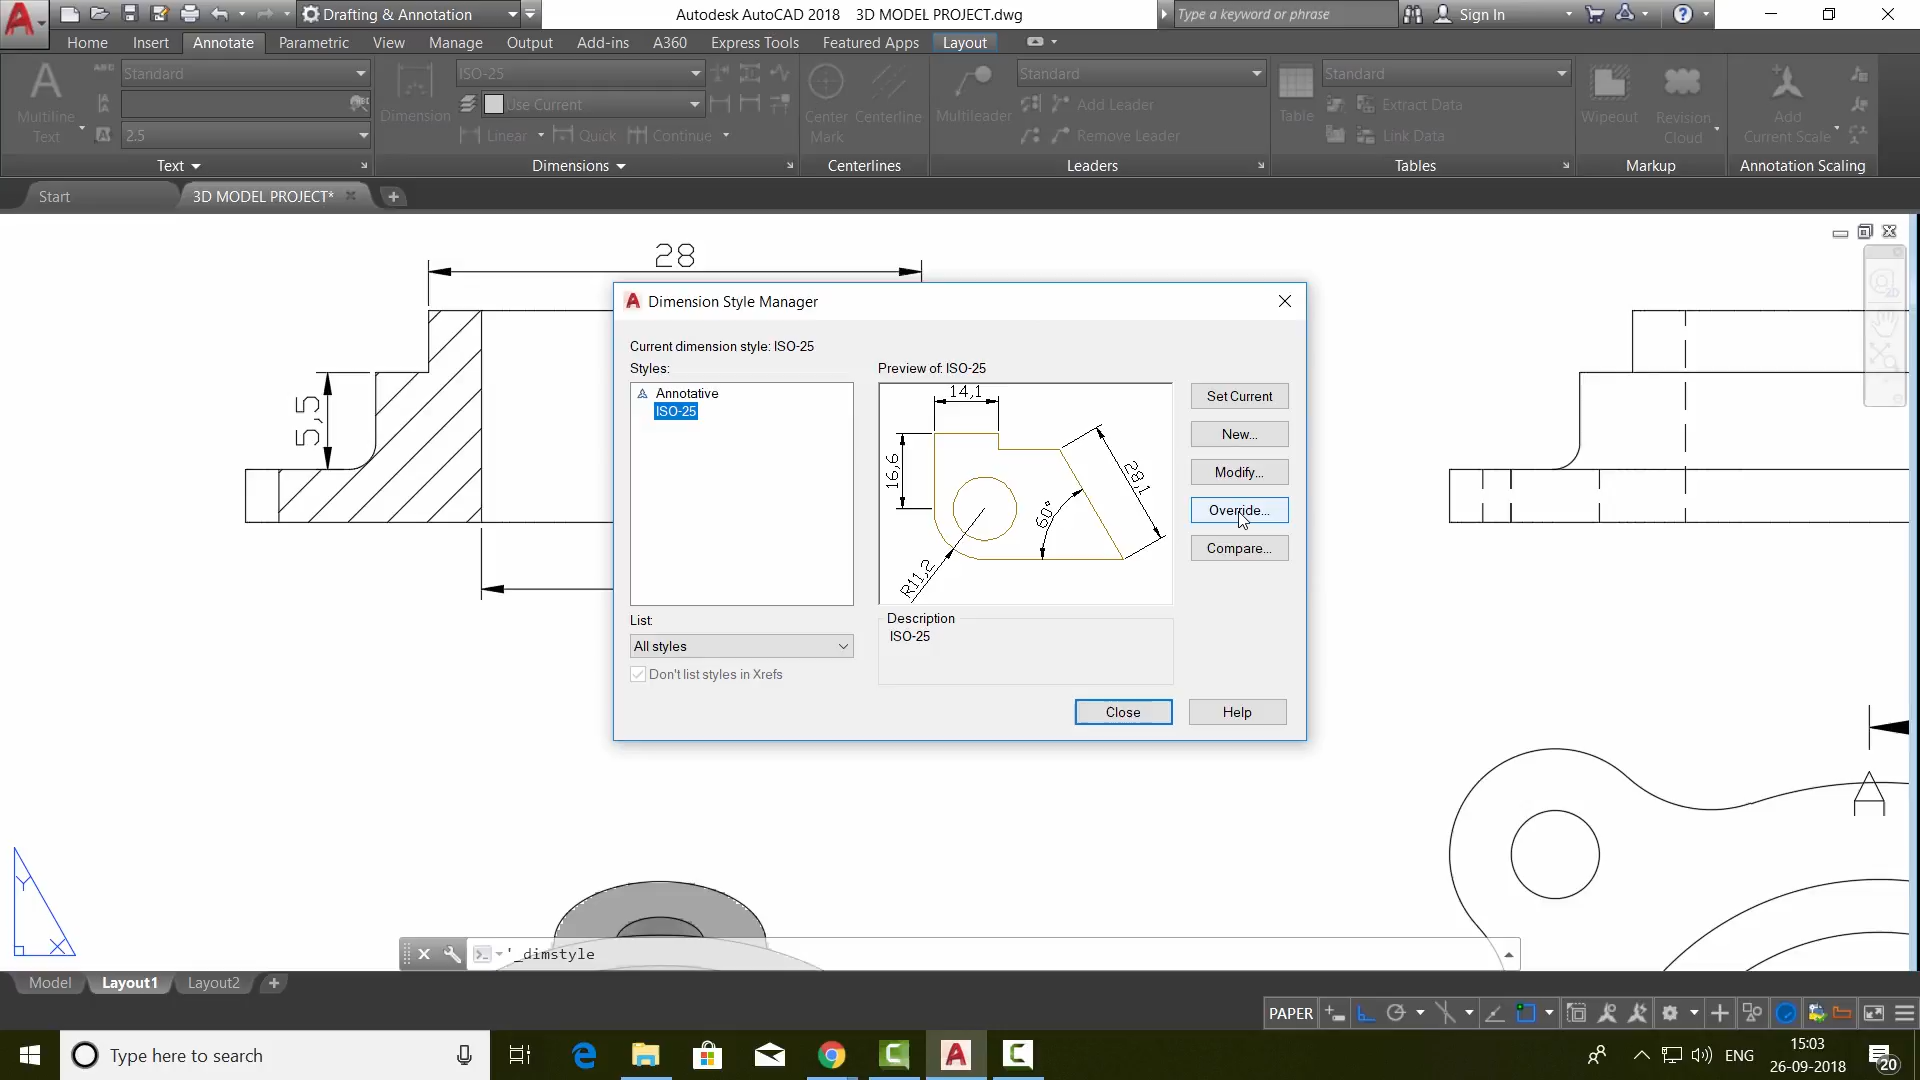 Drafting & Annotation
Autodesk AutoCAD 2018 3D MODEL PROJECT.dwg
Type a keyword or phrase
Sign In
Home Insert Annotate Parametric View Manage Output Add-ins A360 Express Tools Featured Apps Layout
Standard ISO-25 Standard Standard
Use Current Add Leader Extract Data
Multiline Text
2.5
Dimension
Linear Quick Continue
Center Mark
Centerline
Multileader
Remove Leader
Table
Link Data
Wipeout
Revision Cloud
Add Current Scale
Text Dimensions Centerlines Leaders Tables Markup Annotation Scaling
Start 3D MODEL PROJECT*
28
5,5
Dimension Style Manager
Current dimension style: ISO-25
Styles:
Annotative
ISO-25
Preview of: ISO-25
14,1
16,6
28,1
60°
R11,2
Set Current
New...
Modify...
Override...
Compare...
List:
All styles
Don't list styles in Xrefs
Description
ISO-25
Close Help
A
Y
X
'_dimstyle
Model Layout1 Layout2
PAPER
Type here to search
ENG
15:03
26-09-2018
20